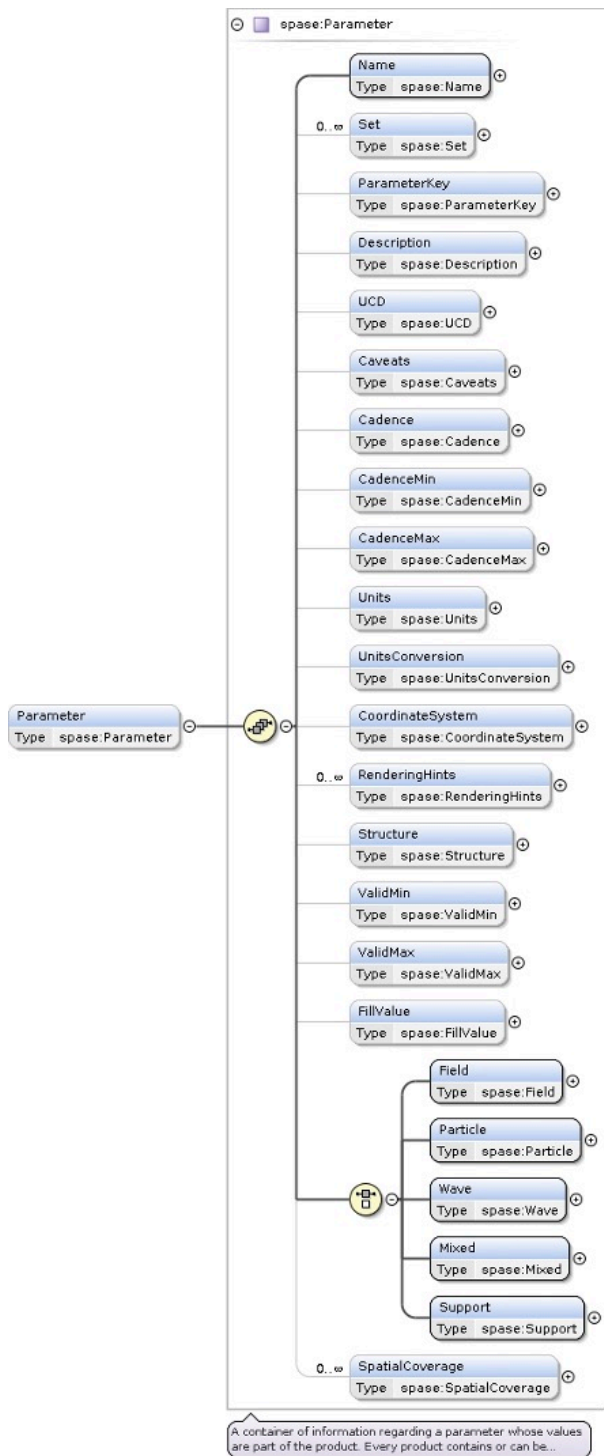 spase:Parameter
Name
Type spase:Name
0..∞
Set
Type spase:Set
ParameterKey
Type spase:ParameterKey
Description
Type spase:Description
UCD
Type spase:UCD
Caveats
Type spase:Caveats
Cadence
Type spase:Cadence
CadenceMin
Type spase:CadenceMin
CadenceMax
Type spase:CadenceMax
Units
Type spase:Units
UnitsConversion
Type spase:UnitsConversion
Parameter
Type spase:Parameter
CoordinateSystem
Type spase:CoordinateSystem
0..∞
RenderingHints
Type spase:RenderingHints
Structure
Type spase:Structure
ValidMin
Type spase:ValidMin
ValidMax
Type spase:ValidMax
FillValue
Type spase:FillValue
Field
Type spase:Field
Particle
Type spase:Particle
Wave
Type spase:Wave
Mixed
Type spase:Mixed
Support
Type spase:Support
0..∞
SpatialCoverage
Type spase:SpatialCoverage
A container of information regarding a parameter whose values
are part of the product. Every product contains or can be...